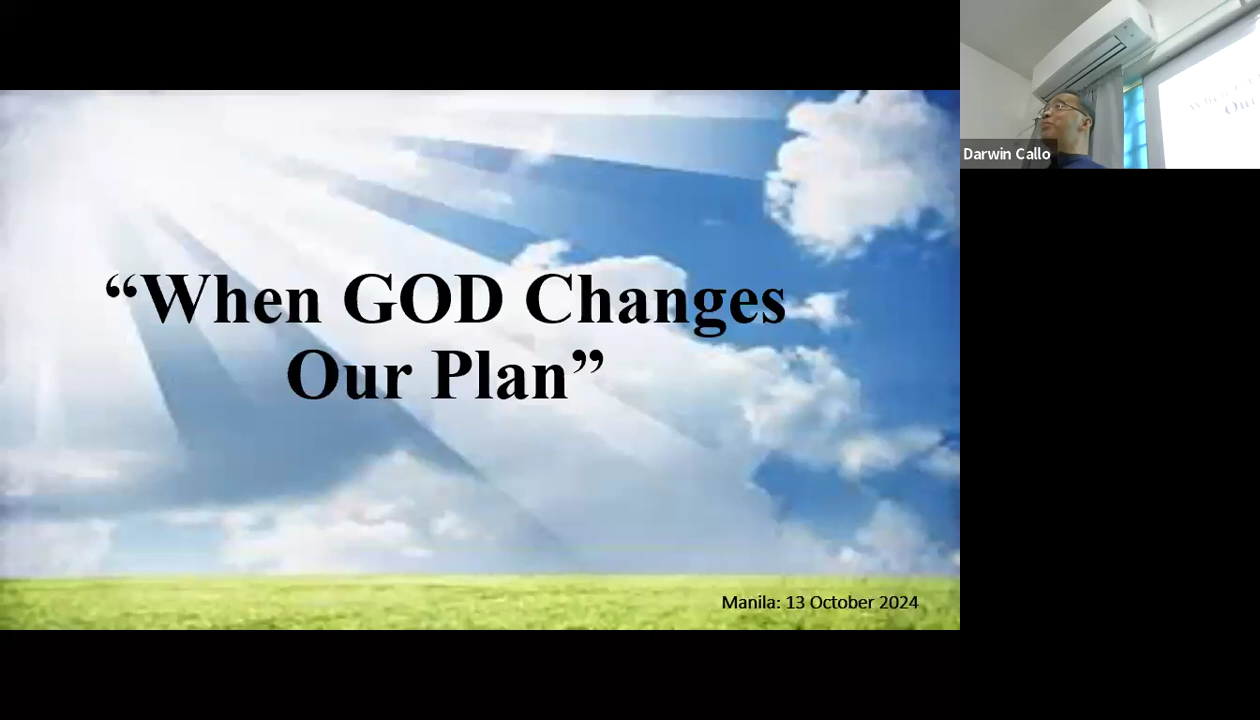 “When GOD Changes
Our Plan”
Manila: 13 October 2024
Darwin Callo